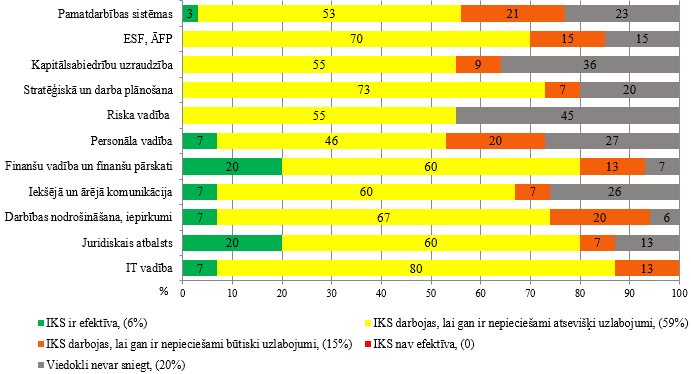 Pamatdarbības sistēmas 3 53 21 23
ESF, ĀFP 70 15 15
Kapitālsabiedrību uzraudzība 55 9 36
Stratēģiskā un darba plānošana 73 7 20
Riska vadība 55 45
Personāla vadība 7 46 20 27
Finanšu vadība un finanšu pārskati 20 60 13 7
Iekšējā un ārējā komunikācija 7 60 7 26
Darbības nodrošināšana, iepirkumi 7 67 20 6
Juridiskais atbalsts 20 60 7 13
IT vadība 7 80 13
% 0 10 20 30 40 50 60 70 80 90 100
IKS ir efektīva, (6%)
IKS darbojas, lai gan ir nepieciešami atsevišķi uzlabojumi, (59%)
IKS darbojas, lai gan ir nepieciešami būtiski uzlabojumi, (15%)
IKS nav efektīva, (0)
Viedokli nevar sniegt, (20%)